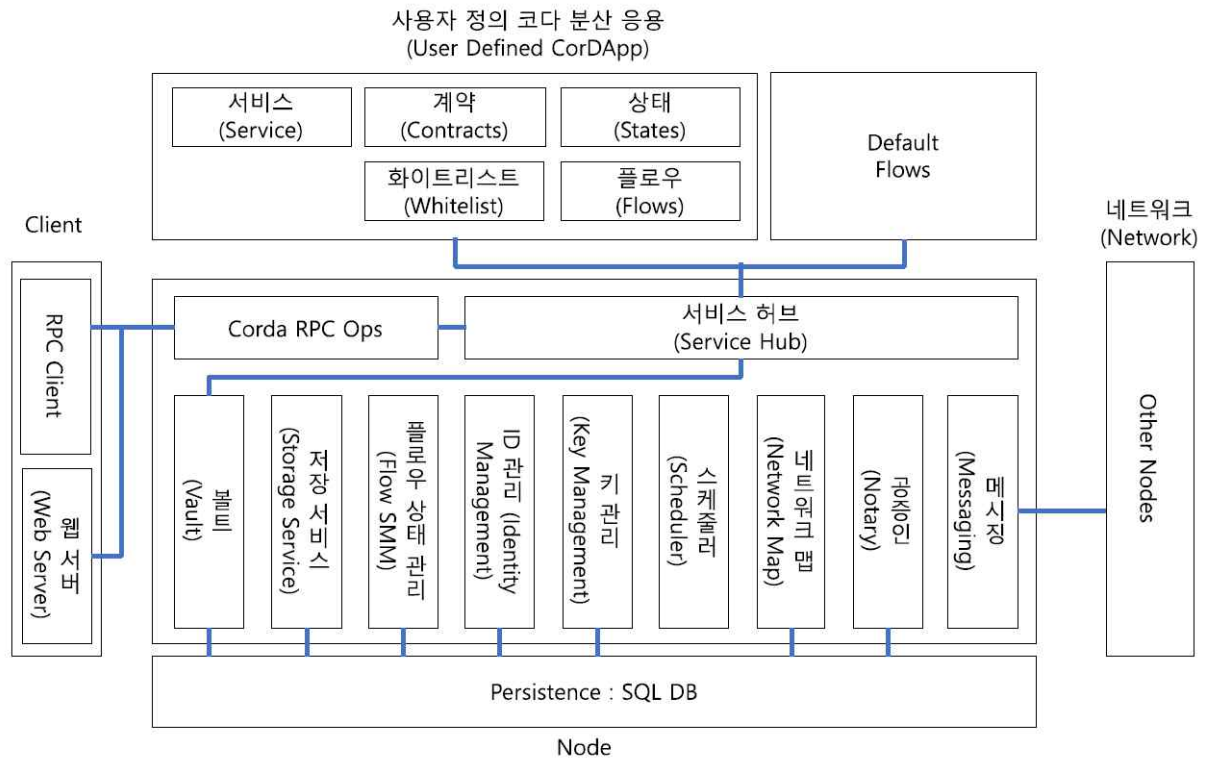 사용자 정의 코다 분산 응용
(User Defined CorDApp)
서비스
(Service)
계약
(Contracts)
상태
(States)
화이트리스트
(Whitelist)
플로우
(Flows)
Default
Flows
Client
네트워크
(Network)
RPC Client
웹 서버
(Web Server)
Corda RPC Ops
서비스 허브
(Service Hub)
볼트
(Vault)
저장 서비스
(Storage Service)
플로우 상태 관리
(Flow SMM)
ID 관리 (Identity
Management)
키 관리
(Key Management)
스케줄러
(Scheduler)
네트워크 맵
(Network Map)
공증인
(Notary)
메시징
(Messaging)
Other Nodes
Persistence : SQL DB
Node